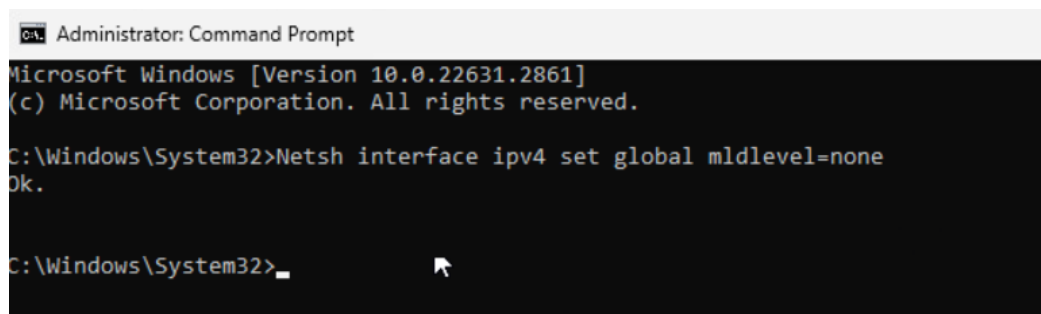 Administrator: Command Prompt
Microsoft Windows [Version 10.0.22631.2861]
(c) Microsoft Corporation. All rights reserved.
C:\Windows\System32>Netsh interface ipv4 set global mldlevel=none
Ok.
C:\Windows\System32>